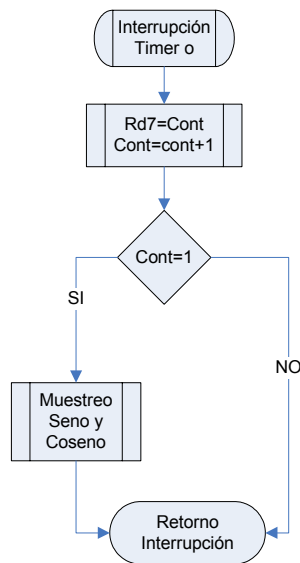 Interrupción
Timer o
Rd7=Cont
Cont=cont+1
Cont=1
SI
NO
Muestreo
Seno y
Coseno
Retorno
Interrupción